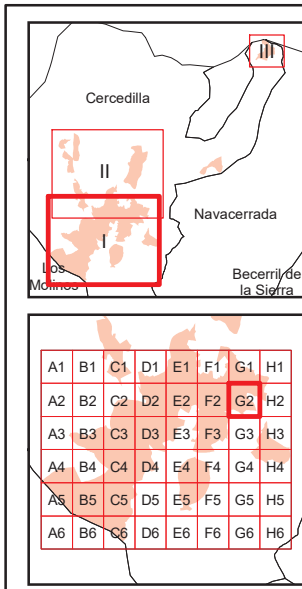 III
Cercedilla
II
Navacerrada
I
Los
Molinos
Becerril de
la Sierra
A1 B1 C1 D1 E1 F1 G1 H1
A2 B2 C2 D2 E2 F2 G2 H2
A3 B3 C3 D3 E3 F3 G3 H3
A4 B4 C4 D4 E4 F4 G4 H4
A5 B5 C5 D5 E5 F5 G5 H5
A6 B6 C6 D6 E6 F6 G6 H6